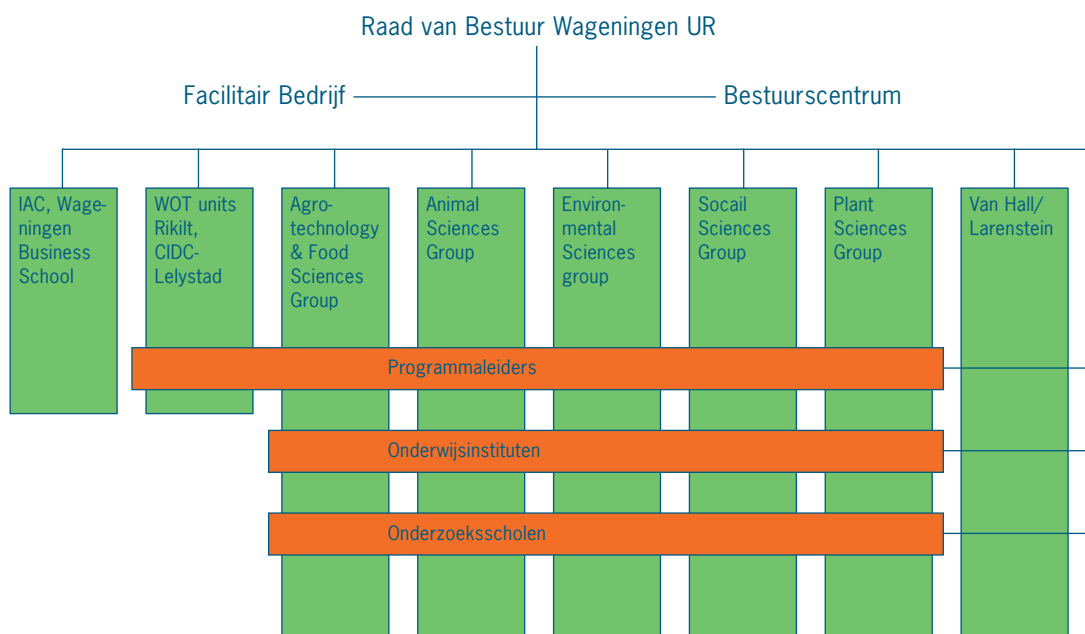 Raad van Bestuur Wageningen UR
Facilitair Bedrijf
Bestuurscentrum
IAC, Wage-
ningen
Business
School
WOT units
Rikilt,
CIDC-
Lelystad
Agro-
technology
& Food
Sciences
Group
Animal
Sciences
Group
Environ-
mental
Sciences
group
Socail
Sciences
Group
Plant
Sciences
Group
Van Hall/
Larenstein
Programmaleiders
Onderwijsinstituten
Onderzoeksscholen